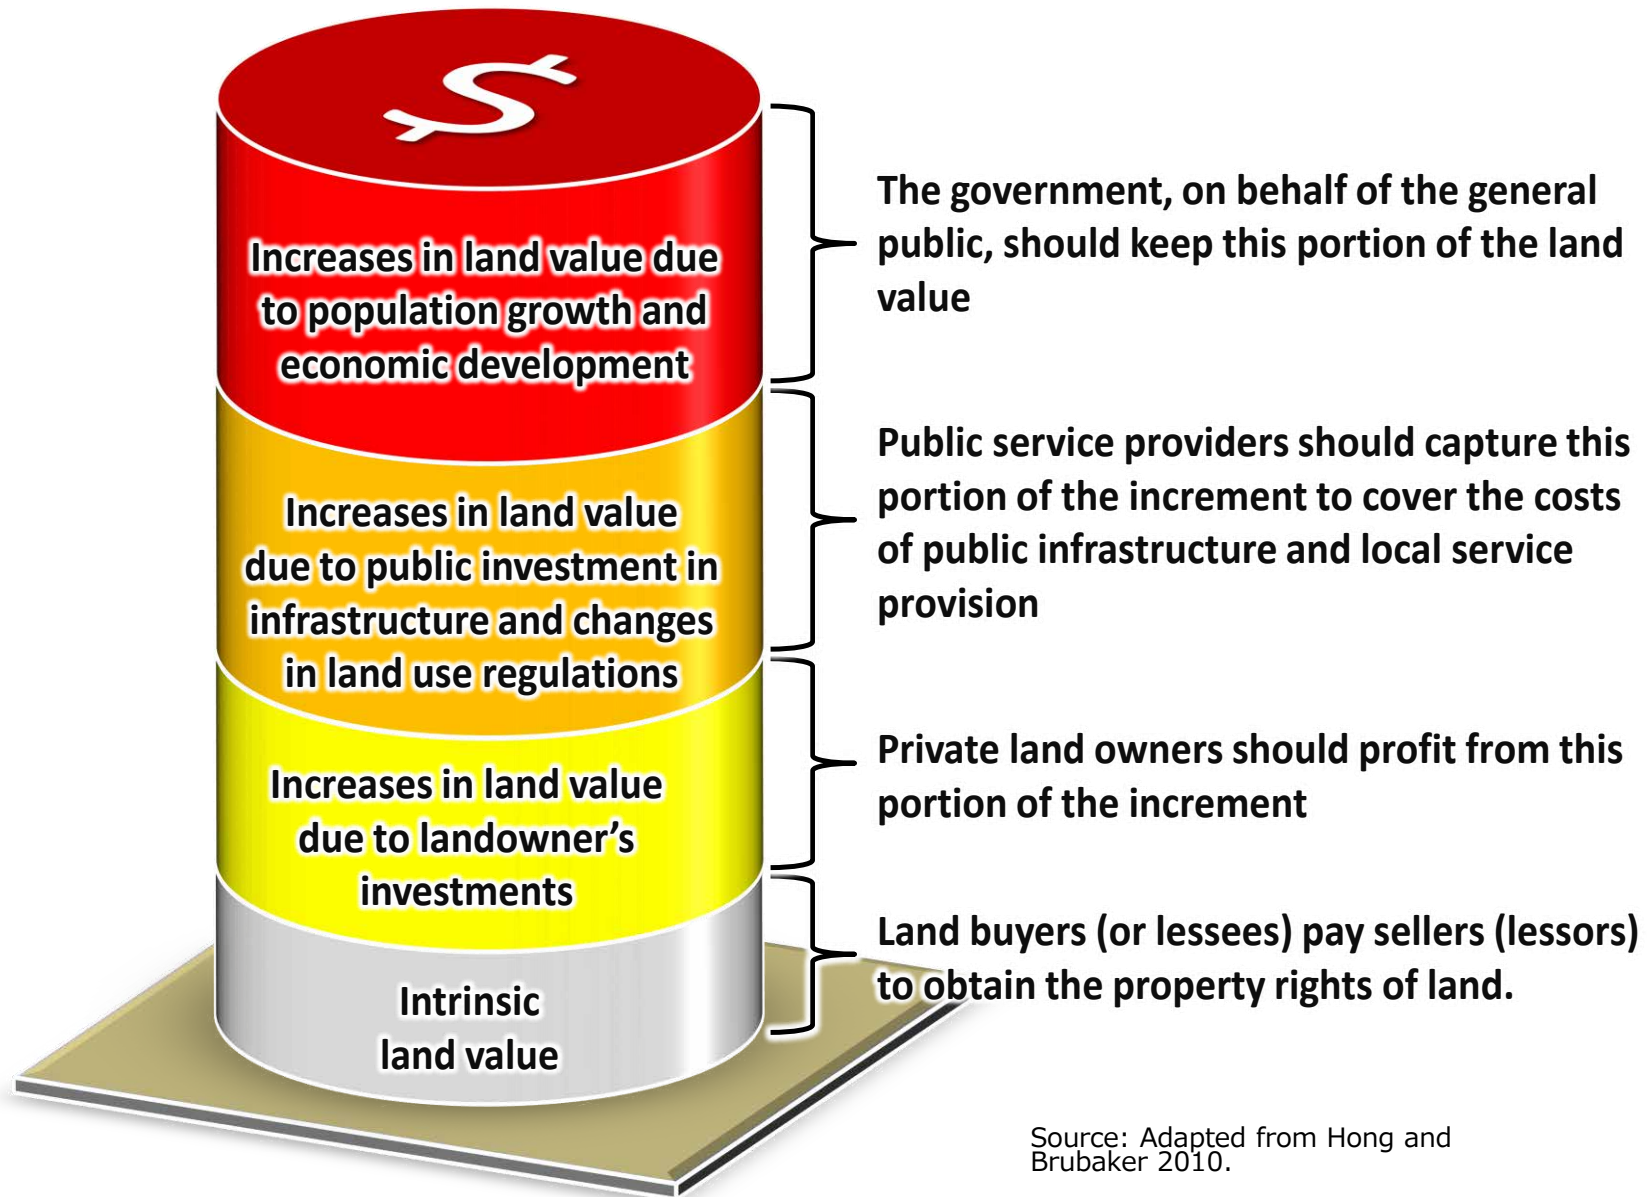 $
Increases in land value due
to population growth and
economic development
The government, on behalf of the general
public, should keep this portion of the land
value
Increases in land value
due to public investment in
infrastructure and changes
in land use regulations
Public service providers should capture this
portion of the increment to cover the costs
of public infrastructure and local service
provision
Increases in land value
due to landowner’s
investments
Private land owners should profit from this
portion of the increment
Intrinsic
land value
Land buyers (or lessees) pay sellers (lessors)
to obtain the property rights of land.
Source: Adapted from Hong and
Brubaker 2010.